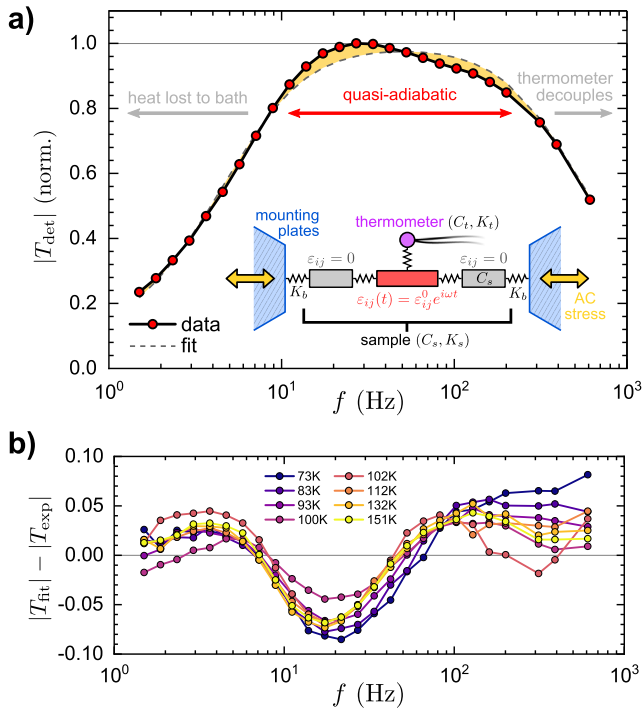 a)
|T_det| (norm.)
1.0
0.8
0.6
0.4
0.2
0.0
heat lost to bath
quasi-adiabatic
thermometer
decouples
mounting
plates
thermometer (C_t, K_t)
ε_ij = 0
ε_ij = 0
C_s
K_b
K_b
ε_ij(t) = ε_ij^0 e^{iωt}
AC
stress
sample (C_s, K_s)
data
fit
10^0
10^1
10^2
10^3
f (Hz)
b)
|T_fit| − |T_exp|
0.10
0.05
0.00
-0.05
-0.10
73K
83K
93K
100K
102K
112K
132K
151K
10^0
10^1
10^2
10^3
f (Hz)